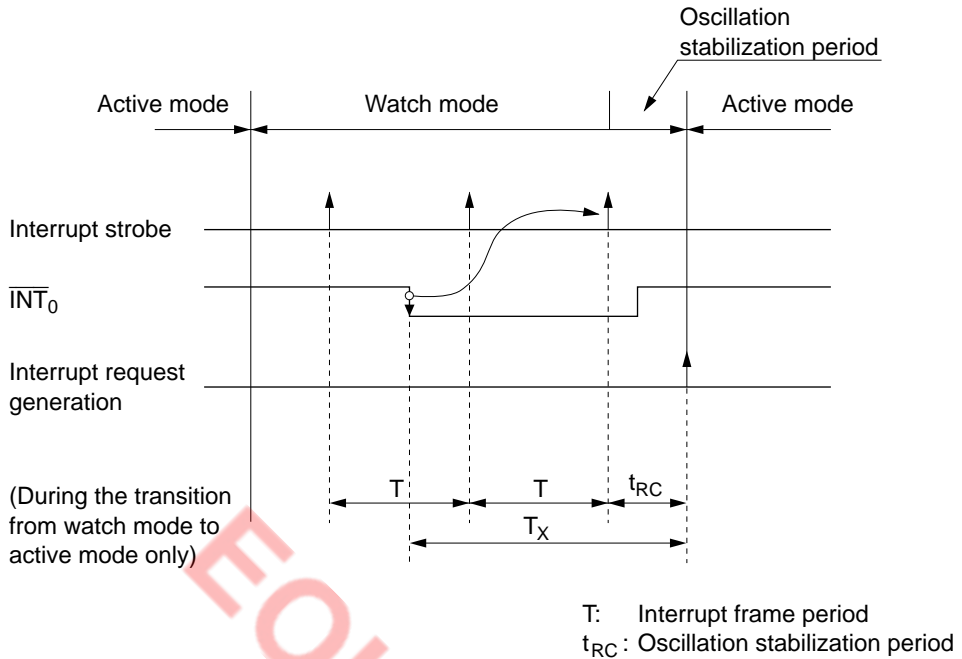 Oscillation
stabilization period
Active mode
Watch mode
Active mode
Interrupt strobe
INT0
Interrupt request
generation
(During the transition
from watch mode to
active mode only)
T
T
tRC
TX
T: Interrupt frame period
tRC : Oscillation stabilization period